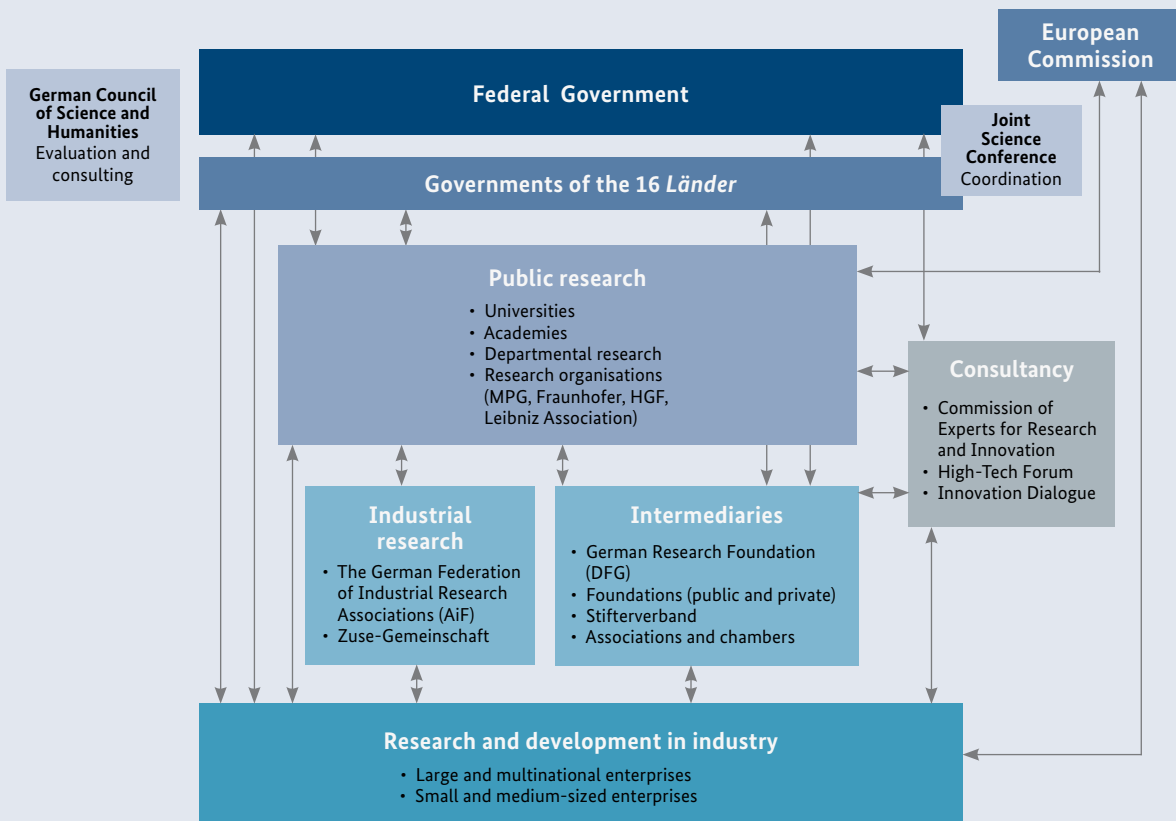 European
Commission
Federal Government
German Council
of Science and
Humanities
Evaluation and
consulting
Joint
Science
Conference
Coordination
Governments of the 16 Länder
Public research
• Universities
• Academies
• Departmental research
• Research organisations
(MPG, Fraunhofer, HGF,
Leibniz Association)
Consultancy
• Commission of
Experts for Research
and Innovation
• High-Tech Forum
• Innovation Dialogue
Industrial
research
• The German Federation
of Industrial Research
Associations (AiF)
• Zuse-Gemeinschaft
Intermediaries
• German Research Foundation
(DFG)
• Foundations (public and private)
• Stifterverband
• Associations and chambers
Research and development in industry
• Large and multinational enterprises
• Small and medium-sized enterprises